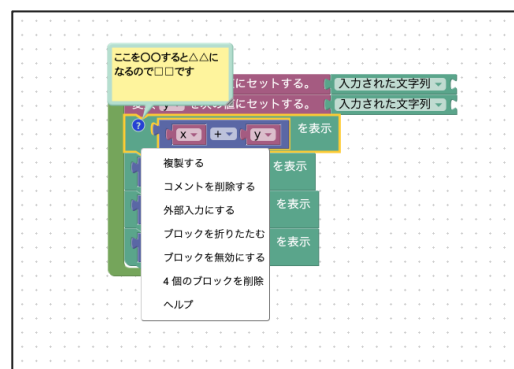 ここを〇〇すると△△に
なるので□□です
にセットする。 入力された文字列
y を次の値にセットする。 入力された文字列
? x + y を表示
複製する
を表示
コメントを削除する
外部入力にする
を表示
ブロックを折りたたむ
ブロックを無効にする
を表示
4 個のブロックを削除
ヘルプ